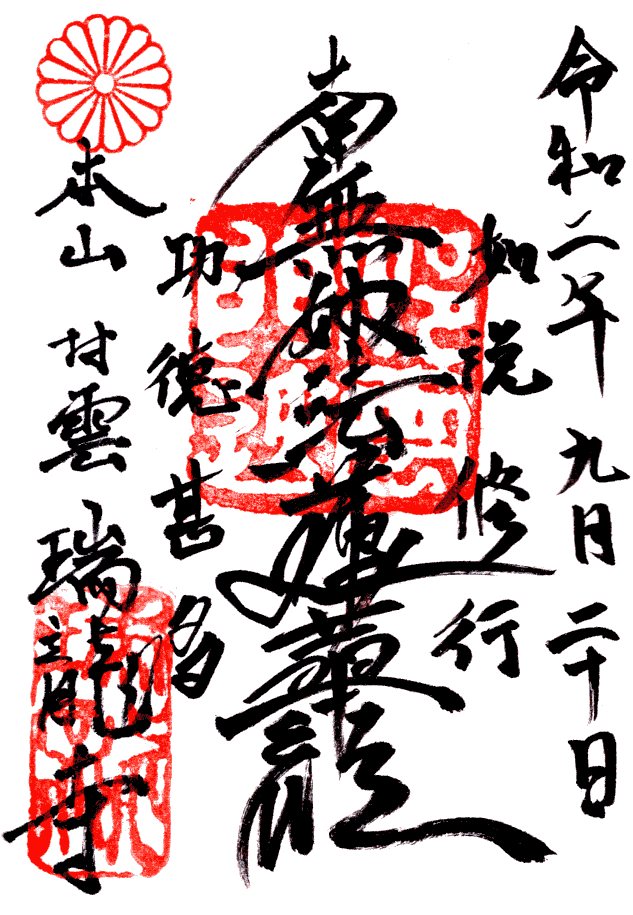 令和二年 九月 二十日
如説修行
南無妙法蓮華経
功徳甚多
本山 村雲 瑞龍寺